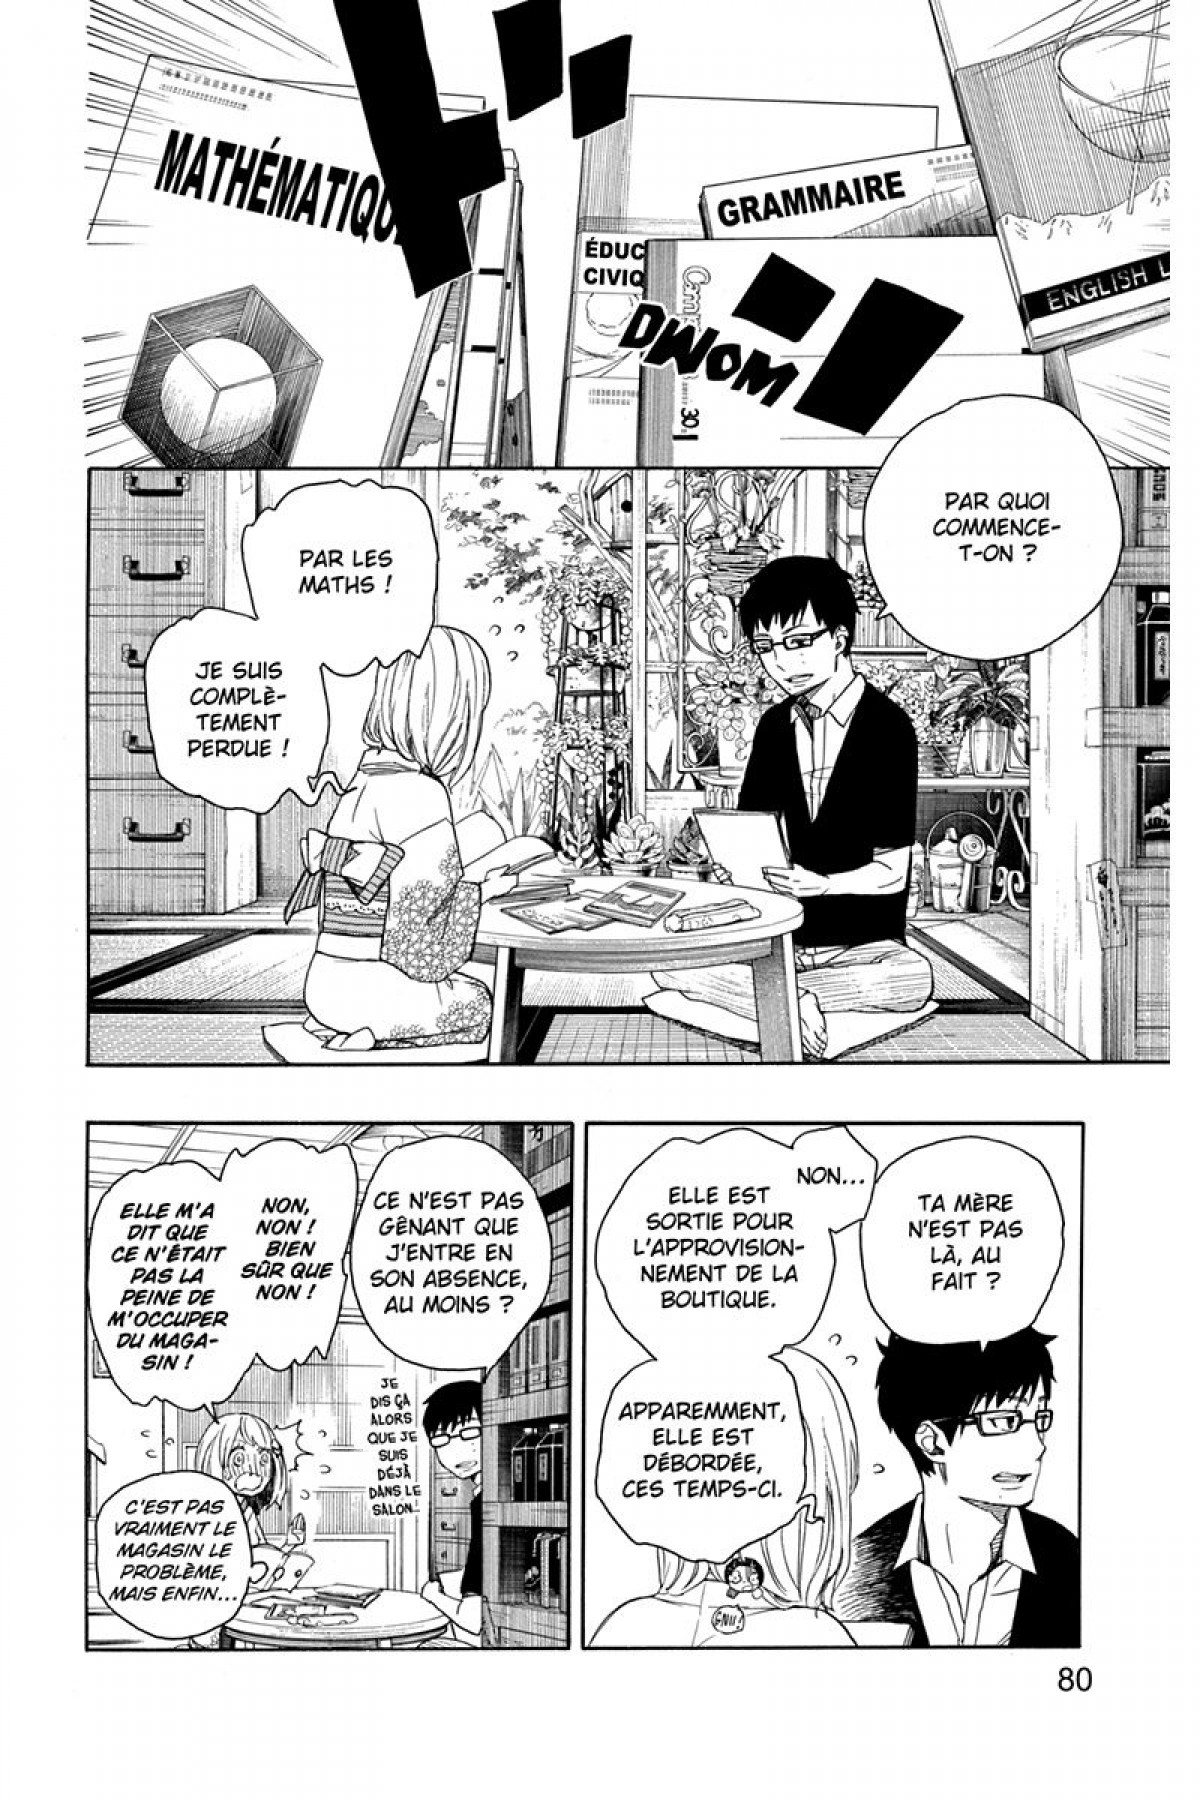 MATHÉMATIQU
ÉDUC
CIVIQ
GRAMMAIRE
ENGLISH L
30
DWOM
PAR QUOI
COMMENCE-
T-ON ?
PAR LES
MATHS !
JE SUIS
COMPLÈ-
TEMENT
PERDUE !
TA MÈRE
N'EST PAS
LÀ, AU
FAIT ?
NON...
ELLE EST
SORTIE POUR
L'APPROVISION-
NEMENT DE LA
BOUTIQUE.
APPAREMMENT,
ELLE EST
DÉBORDÉE,
CES TEMPS-CI.
GNII!
CE N'EST PAS
GÊNANT QUE
J'ENTRE EN
SON ABSENCE,
AU MOINS ?
JE
DIS ÇA
ALORS
QUE JE
SUIS
DÉJÀ
DANS LE
SALON...
NON,
NON !
BIEN
SÛR QUE
NON !
ELLE M'A
DIT QUE
CE N'ÉTAIT
PAS LA
PEINE DE
M'OCCUPER
DU MAGA-
SIN !
C'EST PAS
VRAIMENT LE
MAGASIN LE
PROBLÈME,
MAIS ENFIN...
80